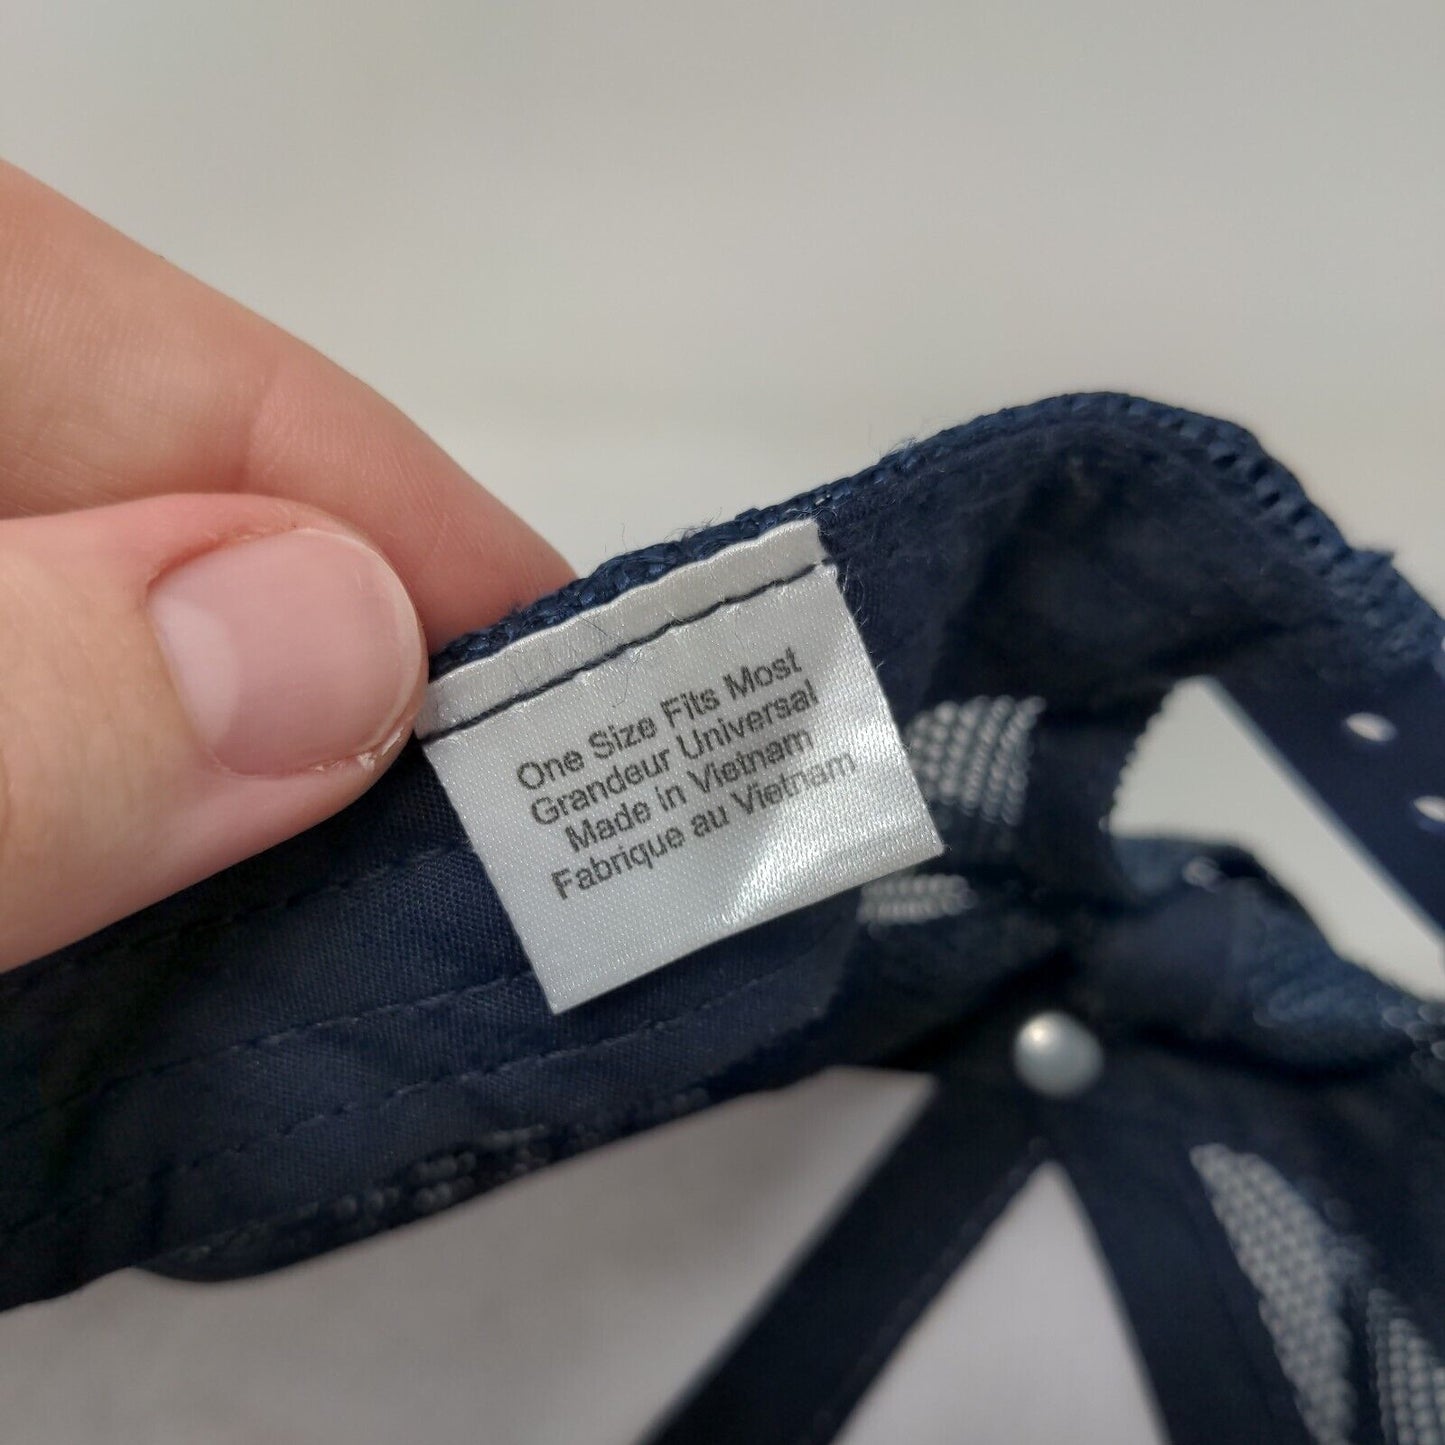 One Size Fits Most
Grandeur Universal
Made in Vietnam
Fabrique au Vietnam